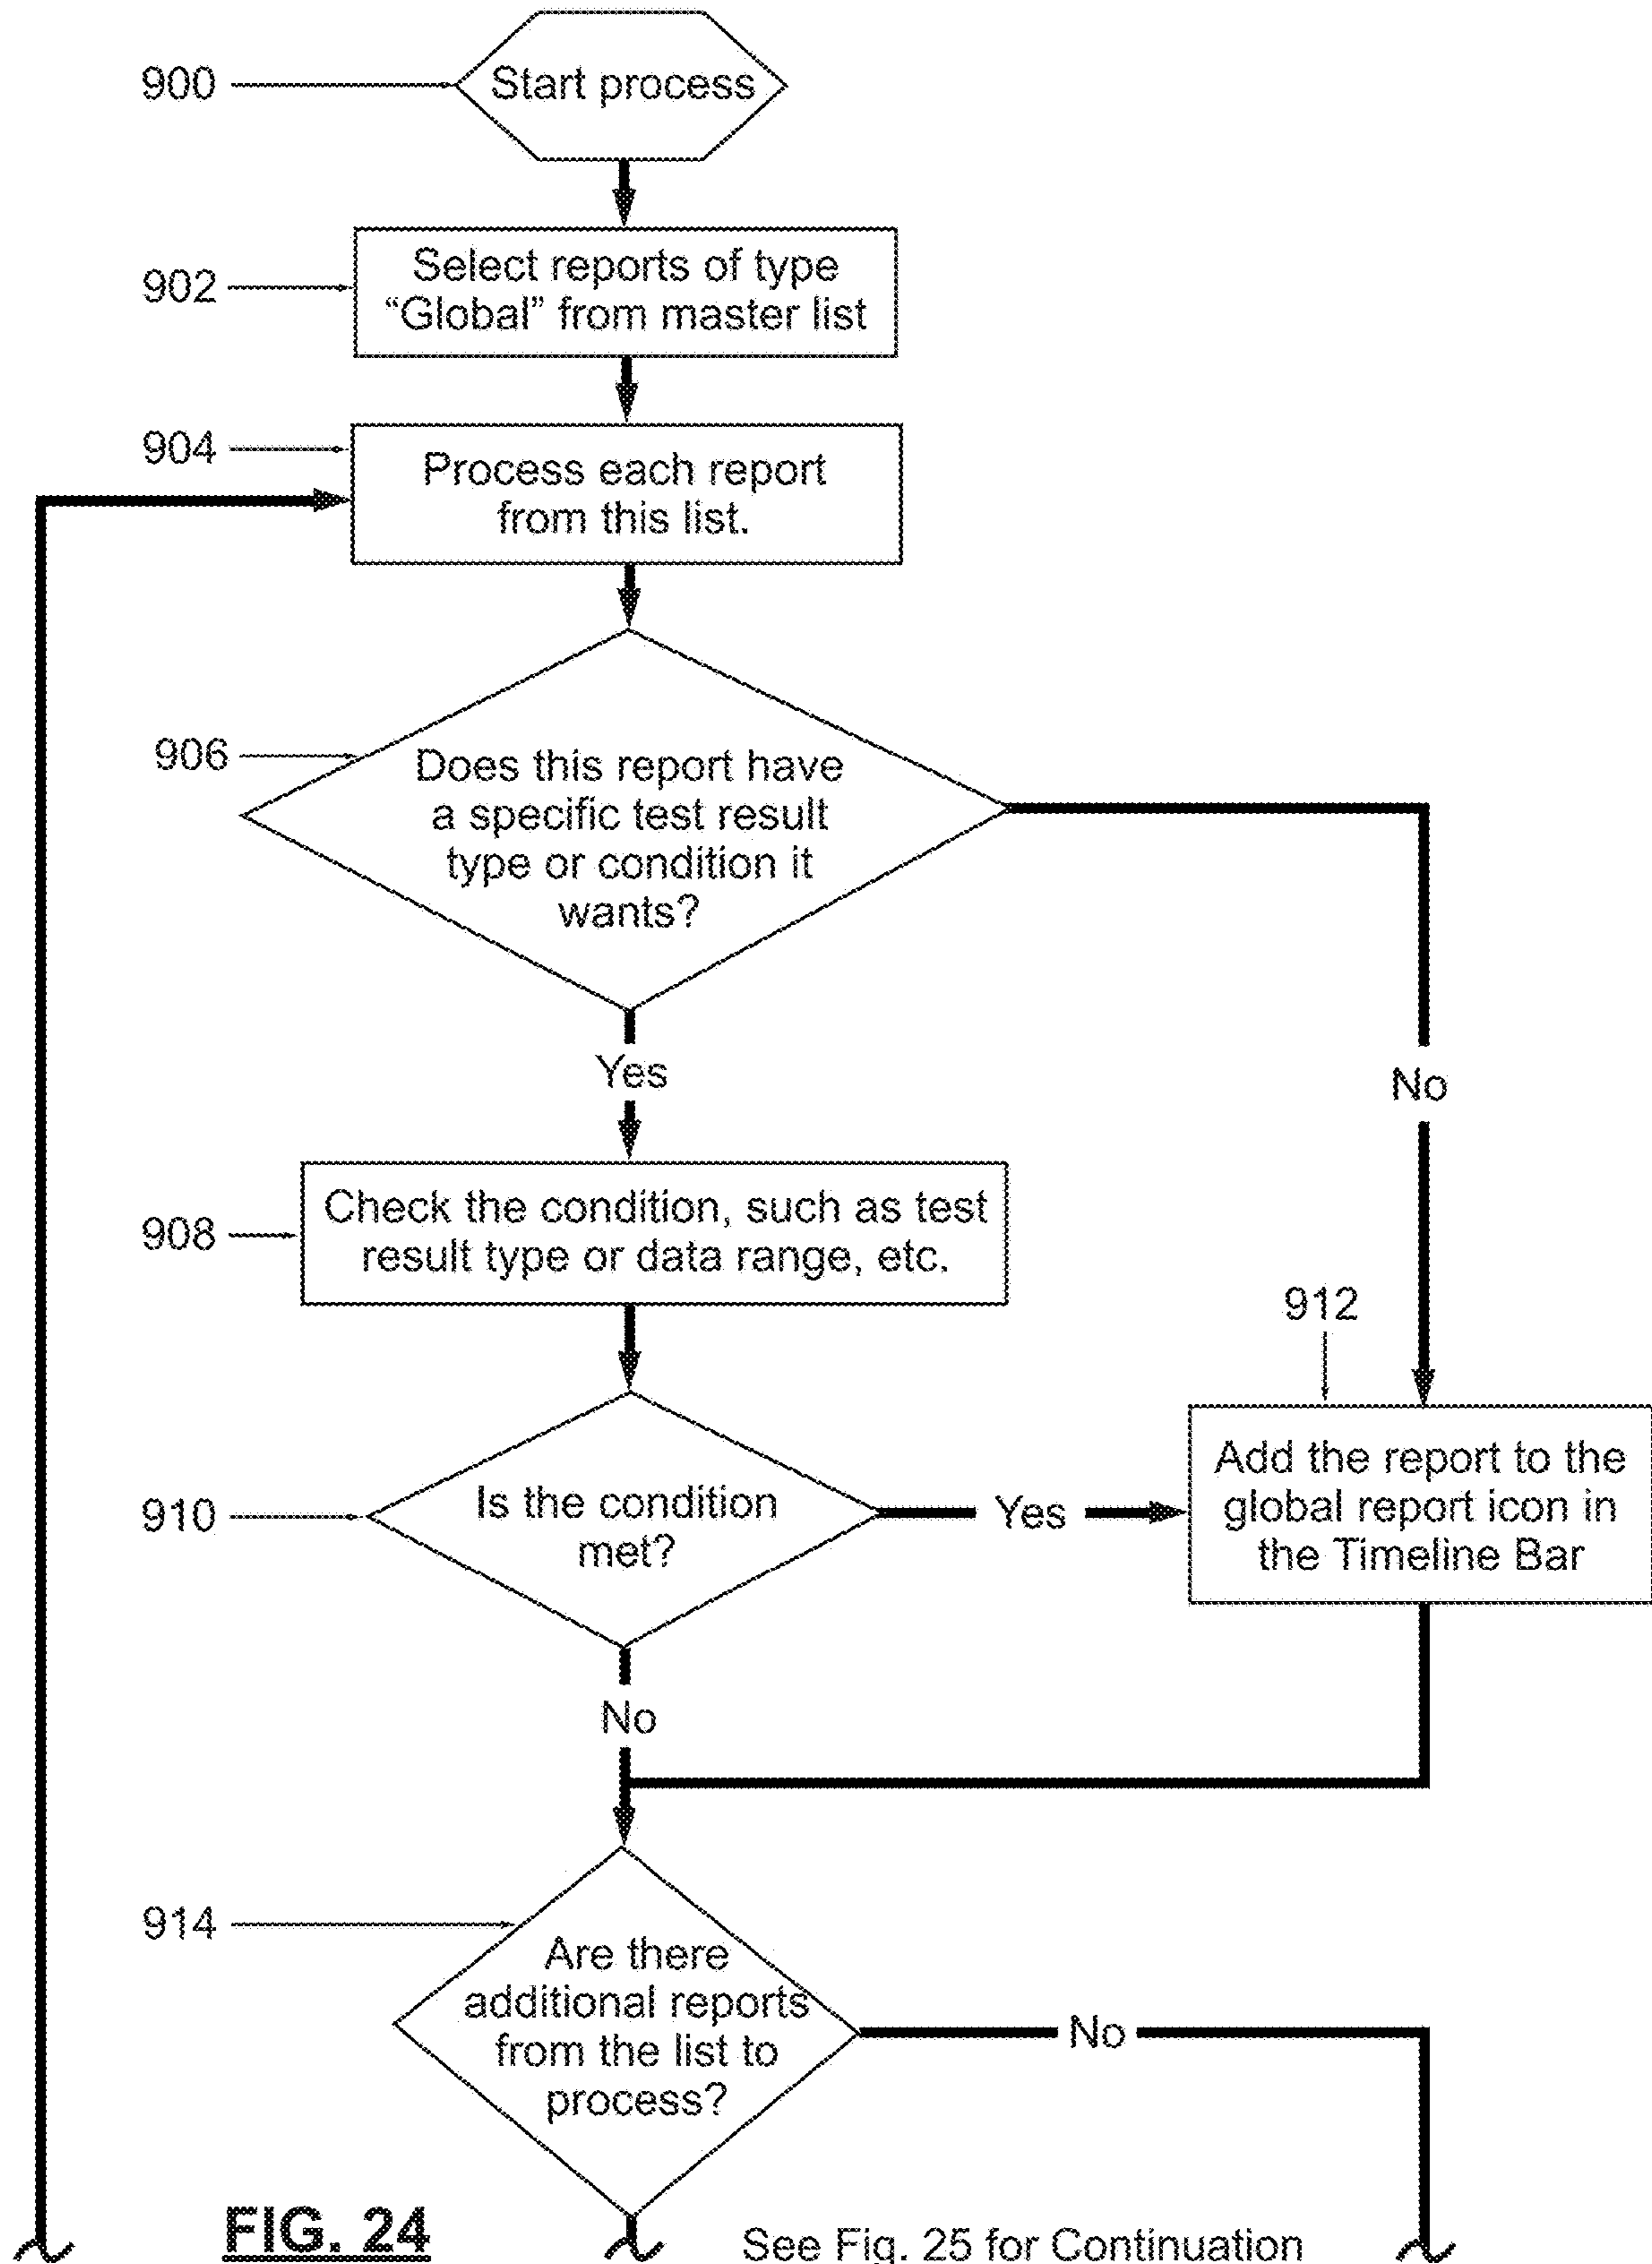 900
Start process
902
Select reports of type
“Global” from master list
904
Process each report
from this list.
906
Does this report have
a specific test result
type or condition it
wants?
Yes
No
908
Check the condition, such as test
result type or data range, etc.
912
910
Is the condition
met?
Yes
Add the report to the
global report icon in
the Timeline Bar
No
914
Are there
additional reports
from the list to
process?
No
FIG. 24
See Fig. 25 for Continuation